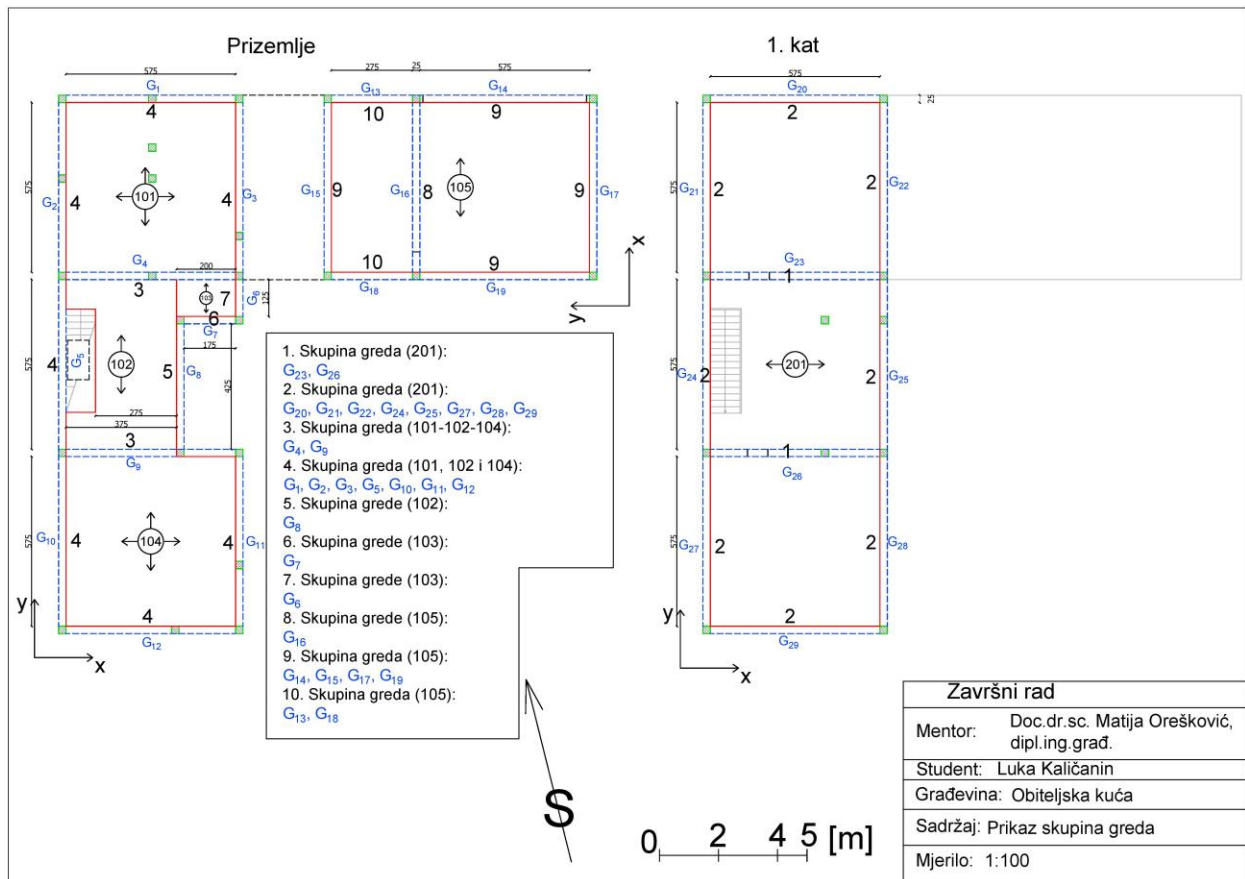 Prizemlje
1. kat
575
275
25
575
575
G1
G13
G14
G20
4
10
9
2
25
575
575
G2
4
101
4
G3
G15
9
G16
8
105
9
G17
G21
2
2
G22
x
y
G4
200
10
9
G23
1
3
103
7
G6
125
G18
G19
6
G7
175
575
4
G5
102
5
G8
425
275
375
3
G9
575
G24
2
201
2
G25
1
G26
575
G10
4
104
4
G11
4
G12
y
x
575
G27
2
2
G28
2
G29
y
x
1. Skupina greda (201):
G23, G26
2. Skupina greda (201):
G20, G21, G22, G24, G25, G27, G28, G29
3. Skupina greda (101-102-104):
G4, G9
4. Skupina greda (101, 102 i 104):
G1, G2, G3, G5, G10, G11, G12
5. Skupina grede (102):
G8
6. Skupina grede (103):
G7
7. Skupina grede (103):
G6
8. Skupina grede (105):
G16
9. Skupina greda (105):
G14, G15, G17, G19
10. Skupina greda (105):
G13, G18
S
0 2 4 5 [m]
Završni rad
Mentor: Doc.dr.sc. Matija Orešković,
dipl.ing.građ.
Student: Luka Kaličanin
Građevina: Obiteljska kuća
Sadržaj: Prikaz skupina greda
Mjerilo: 1:100